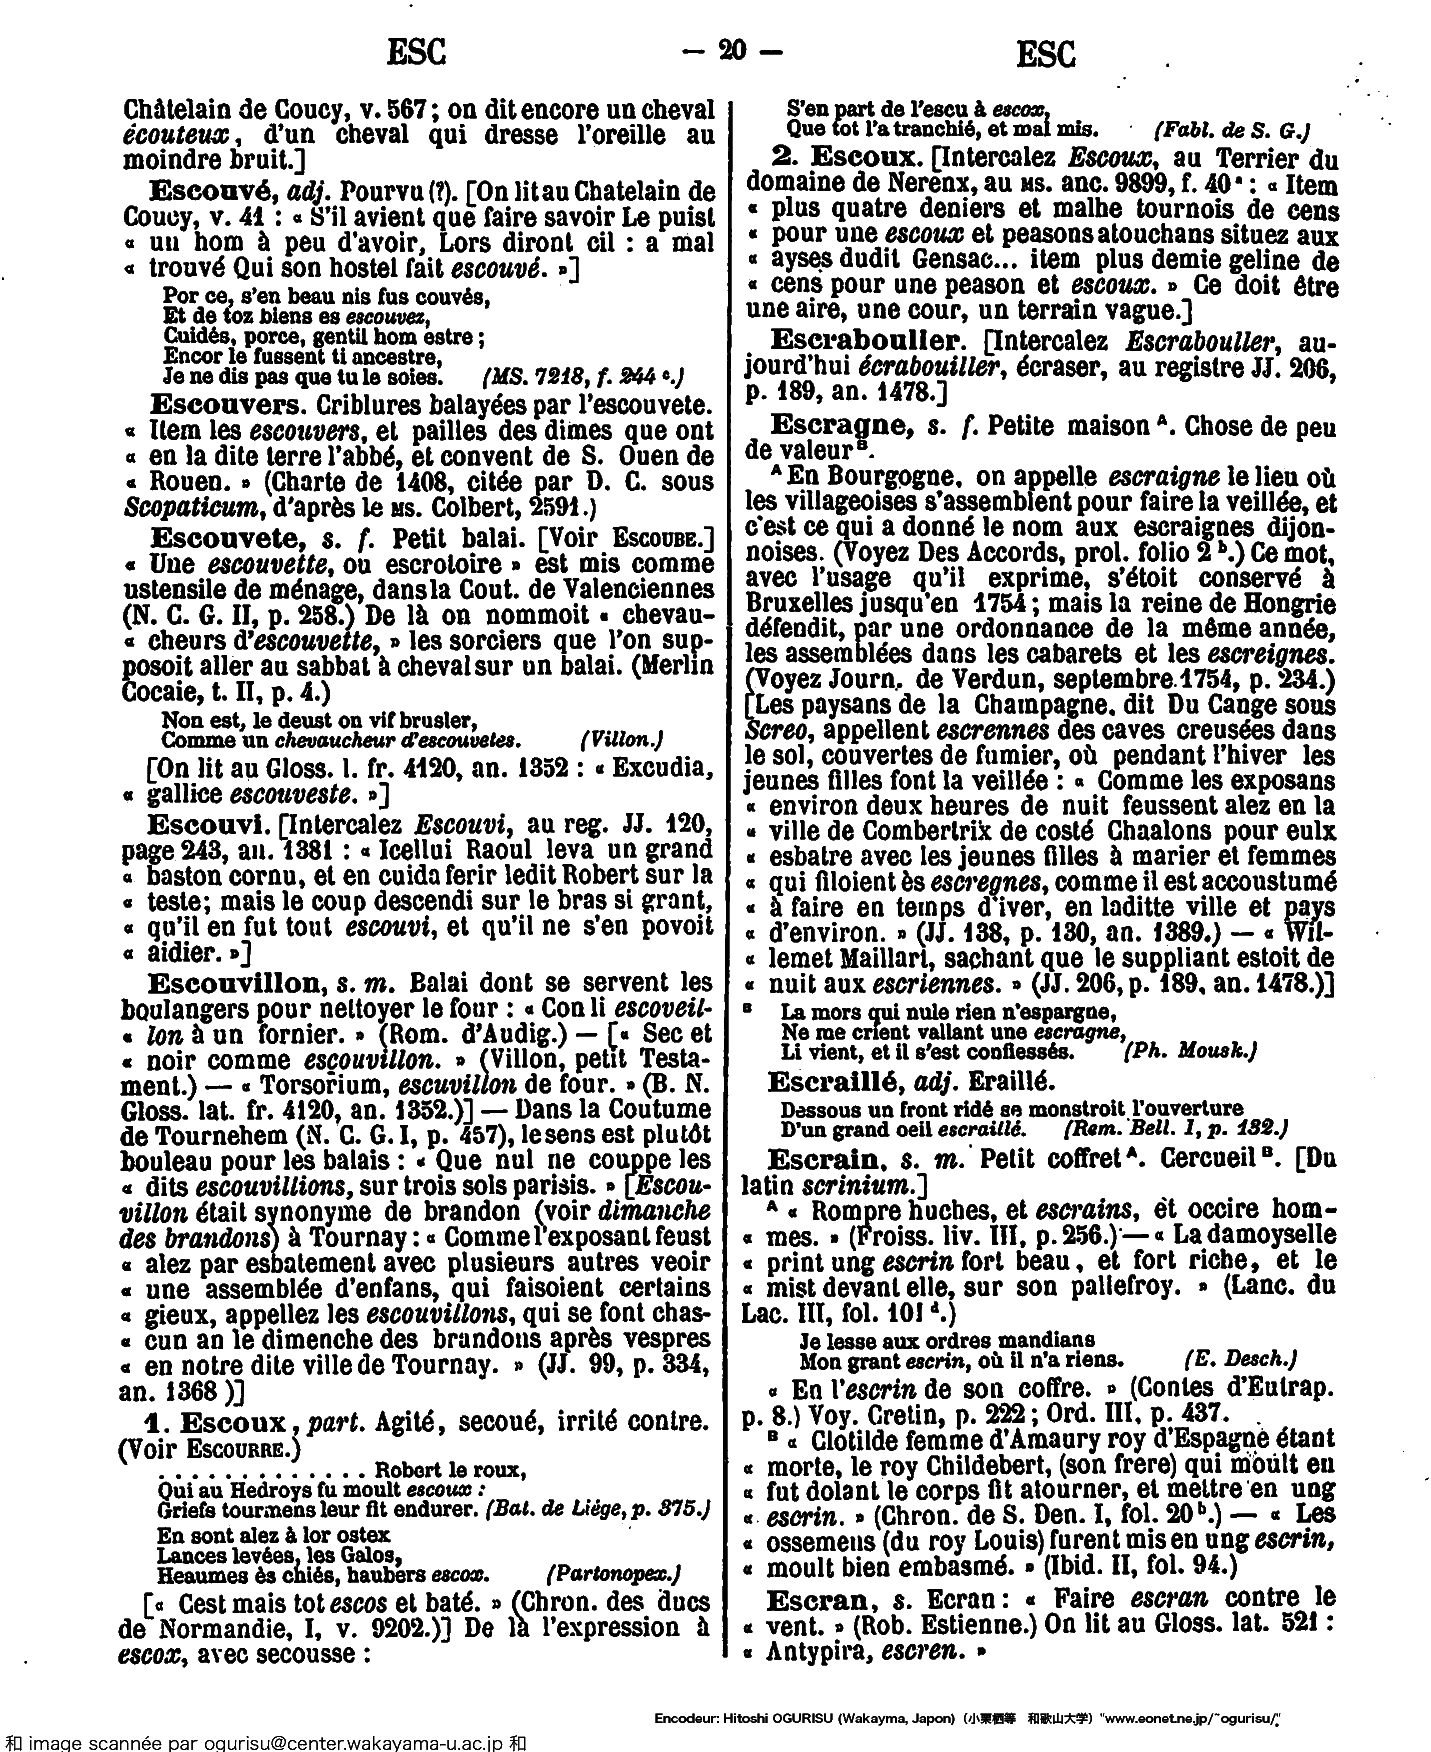 ESC
— 20 —
ESC
Châtelain de Coucy, v. 567 ; on dit encore un cheval
écouteux, d'un cheval qui dresse l'oreille au
moindre bruit.]
Escouvé, adj. Pourvu (?). [On lit au Chatelain de
Coucy, v. 41 : « S'il avient que faire savoir Le puist
« un hom à peu d'avoir, Lors diront cil : a mal
« trouvé Qui son hostel fait escouvé. »]
Por ce, s'en beau nis fus couvés,
Et de toz biens es escouvez,
Cuidés, porce, gentil hom estre ;
Encor le fussent ti ancestre,
Je ne dis pas que tu le soies. (MS. 7218, f. 244 c.)
Escouvers. Criblures balayées par l'escouvete.
« Item les escouvers, et pailles des dimes que ont
« en la dite terre l'abbé, et convent de S. Ouen de
« Rouen. » (Charte de 1408, citée par D. C. sous
Scopaticum, d'après le MS. Colbert, 2591.)
Escouvete, s. f. Petit balai. [Voir ESCOUBE.]
« Une escouvette, ou escrotoire » est mis comme
ustensile de ménage, dans la Cout. de Valenciennes
(N. C. G. II, p. 258.) De là on nommoit « chevau-
« cheurs d'escouvette, » les sorciers que l'on sup-
posoit aller au sabbat à cheval sur un balai. (Merlin
Cocaie, t. II, p. 4.)
Non est, le deust on vif brusler,
Comme un chevaucheur d'escouvetes. (Villon.)
[On lit au Gloss. l. fr. 4120, an. 1352 : « Excudia,
« gallice escouveste. »]
Escouvi. [Intercalez Escouvi, au reg. JJ. 120,
page 243, an. 1381 : « Icellui Raoul leva un grand
« baston cornu, et en cuida ferir ledit Robert sur la
« teste ; mais le coup descendi sur le bras si grant,
« qu'il en fut tout escouvi, et qu'il ne s'en povoit
« aidier. »]
Escouvillon, s. m. Balai dont se servent les
boulangers pour nettoyer le four : « Con li escoveil-
« lon à un fornier. » (Rom. d'Audig.) — [« Sec et
« noir comme escouvillon. » (Villon, petit Testa-
ment.) — « Torsorium, escuvillon de four. » (B. N.
Gloss. lat. fr. 4120, an. 1352.)] — Dans la Coutume
de Tournehem (N. C. G. I, p. 457), le sens est plutôt
bouleau pour les balais : « Que nul ne couppe les
« dits escouvillions, sur trois sols parisis. » [Escou-
villon était synonyme de brandon (voir dimanche
des brandons) à Tournay : « Comme l'exposant feust
« alez par esbatement avec plusieurs autres veoir
« une assemblée d'enfans, qui faisoient certains
« gieux, appellez les escouvillons, qui se font chas-
« cun an le dimenche des brandons après vespres
« en notre dite ville de Tournay. » (JJ. 99, p. 334,
an. 1368 )]
1. Escoux, part. Agité, secoué, irrité contre.
(Voir ESCOURRE.)
. . . . . . . . . . . . . Robert le roux,
Qui au Hedroys fu moult escoux :
Griefs tourmens leur fit endurer. (Bat. de Liége, p. 375.)
En sont alez à lor ostex
Lances levées, les Galos,
Heaumes ès chiés, haubers escox. (Partonopex.)
[« Cest mais tot escos et baté. » (Chron. des ducs
de Normandie, I, v. 9202.)] De là l'expression à
escox, avec secousse :
S'en part de l'escu à escox,
Que tot l'a tranchié, et mal mis. (Fabl. de S. G.)
2. Escoux. [Intercalez Escoux, au Terrier du
domaine de Nerenx, au MS. anc. 9899, f. 40 a : « Item
« plus quatre deniers et malhe tournois de cens
« pour une escoux et peasons atouchans situez aux
« ayses dudit Gensac... item plus demie geline de
« cens pour une peason et escoux. » Ce doit être
une aire, une cour, un terrain vague.]
Escrabouller. [Intercalez Escrabouller, au-
jourd'hui écrabouiller, écraser, au registre JJ. 206,
p. 189, an. 1478.]
Escragne, s. f. Petite maison A. Chose de peu
de valeur B.
A En Bourgogne, on appelle escraigne le lieu où
les villageoises s'assemblent pour faire la veillée, et
c'est ce qui a donné le nom aux escraignes dijon-
noises. (Voyez Des Accords, prol. folio 2 b.) Ce mot,
avec l'usage qu'il exprime, s'étoit conservé à
Bruxelles jusqu'en 1754 ; mais la reine de Hongrie
défendit, par une ordonnance de la même année,
les assemblées dans les cabarets et les escreignes.
(Voyez Journ. de Verdun, septembre 1754, p. 234.)
[Les paysans de la Champagne, dit Du Cange sous
Screo, appellent escrennes des caves creusées dans
le sol, couvertes de fumier, où pendant l'hiver les
jeunes filles font la veillée : « Comme les exposans
« environ deux heures de nuit feussent alez en la
« ville de Combertrix de costé Chaalons pour eulx
« esbatre avec les jeunes filles à marier et femmes
« qui filoient ès escregnes, comme il est accoustumé
« à faire en temps d'iver, en laditte ville et pays
« d'environ. » (JJ. 138, p. 130, an. 1389.) — « Wil-
« lemet Maillart, sachant que le suppliant estoit de
« nuit aux escriennes. » (JJ. 206, p. 189, an. 1478.)]
B La mors qui nule rien n'espargne,
Ne me crient vallant une escragne,
Li vient, et il s'est confiessés. (Ph. Mousk.)
Escraillé, adj. Eraillé.
Dessous un front ridé se monstroit l'ouverture
D'un grand oeil escraillé. (Rem. Bell. I, p. 132.)
Escrain, s. m. Petit coffret A. Cercueil B. [Du
latin scrinium.]
A « Rompre huches, et escrains, et occire hom-
« mes. » (Froiss. liv. III, p. 256.) — « La damoyselle
« print ung escrin fort beau, et fort riche, et le
« mist devant elle, sur son pallefroy. » (Lanc. du
Lac. III, fol. 101 d.)
Je lesse aux ordres mandians
Mon grant escrin, où il n'a riens. (E. Desch.)
« En l'escrin de son coffre. » (Contes d'Eutrap.
p. 8.) Voy. Cretin, p. 222 ; Ord. III, p. 437.
B « Clotilde femme d'Amaury roy d'Espagne étant
« morte, le roy Childebert, (son frere) qui moult en
« fut dolant le corps fit atourner, et mettre en ung
« escrin. » (Chron. de S. Den. I, fol. 20 b.) — « Les
« ossemens (du roy Louis) furent mis en ung escrin,
« moult bien embasmé. » (Ibid. II, fol. 94.)
Escran, s. Ecran : « Faire escran contre le
« vent. » (Rob. Estienne.) On lit au Gloss. lat. 521 :
« Antypira, escren. »
Encodeur: Hitoshi OGURISU (Wakayma, Japon) (小栗栖等 和歌山大学) "www.eonet.ne.jp/~ogurisu/"
和 image scannée par ogurisu@center.wakayama-u.ac.jp 和